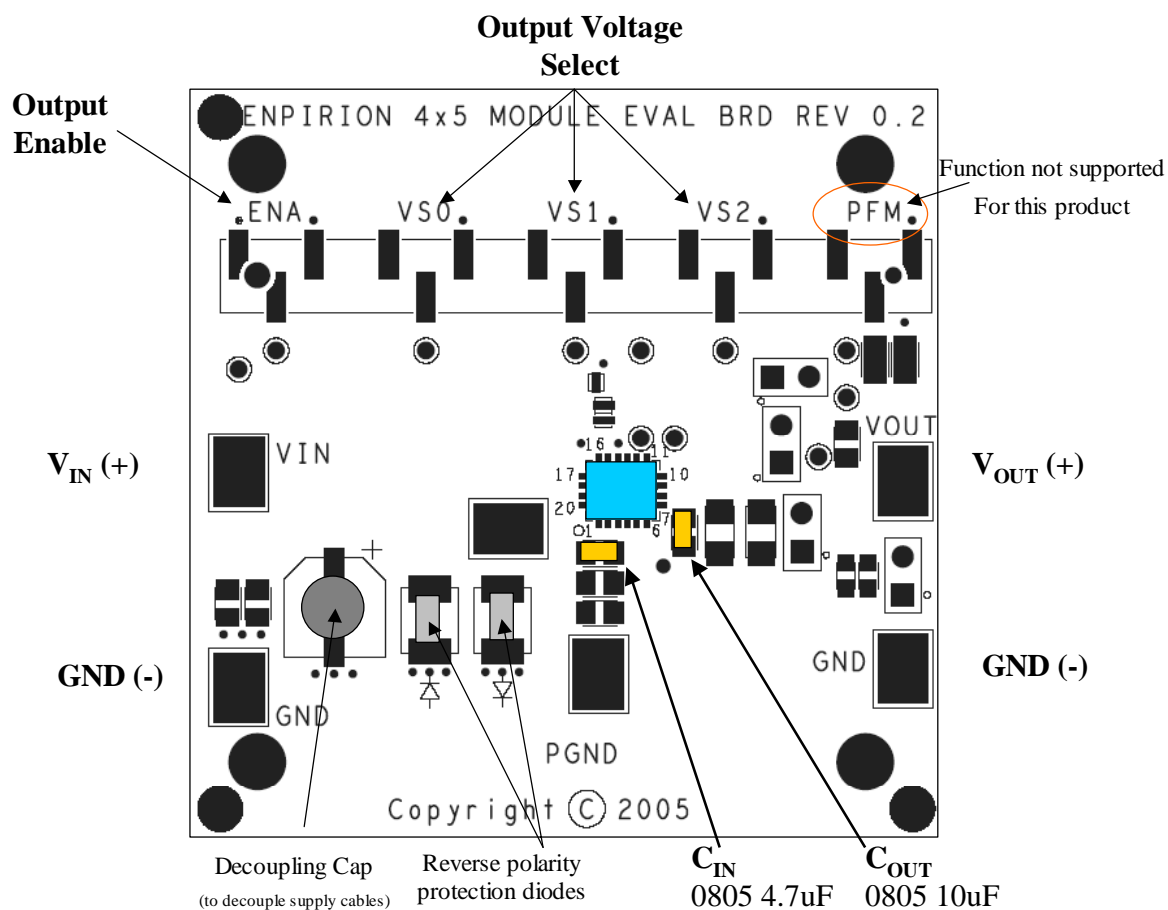 Output Voltage
Select
Output
Enable
ENPIRION 4x5 MODULE EVAL BRD REV 0.2
Function not supported
For this product
ENA
VS0
VS1
VS2
PFM
VOUT
VIN
VIN (+)
VOUT (+)
16
11
17
10
20
7
1
6
+
GND (-)
GND
GND (-)
GND
PGND
Copyright © 2005
Decoupling Cap
(to decouple supply cables)
Reverse polarity
protection diodes
CIN
0805 4.7uF
COUT
0805 10uF